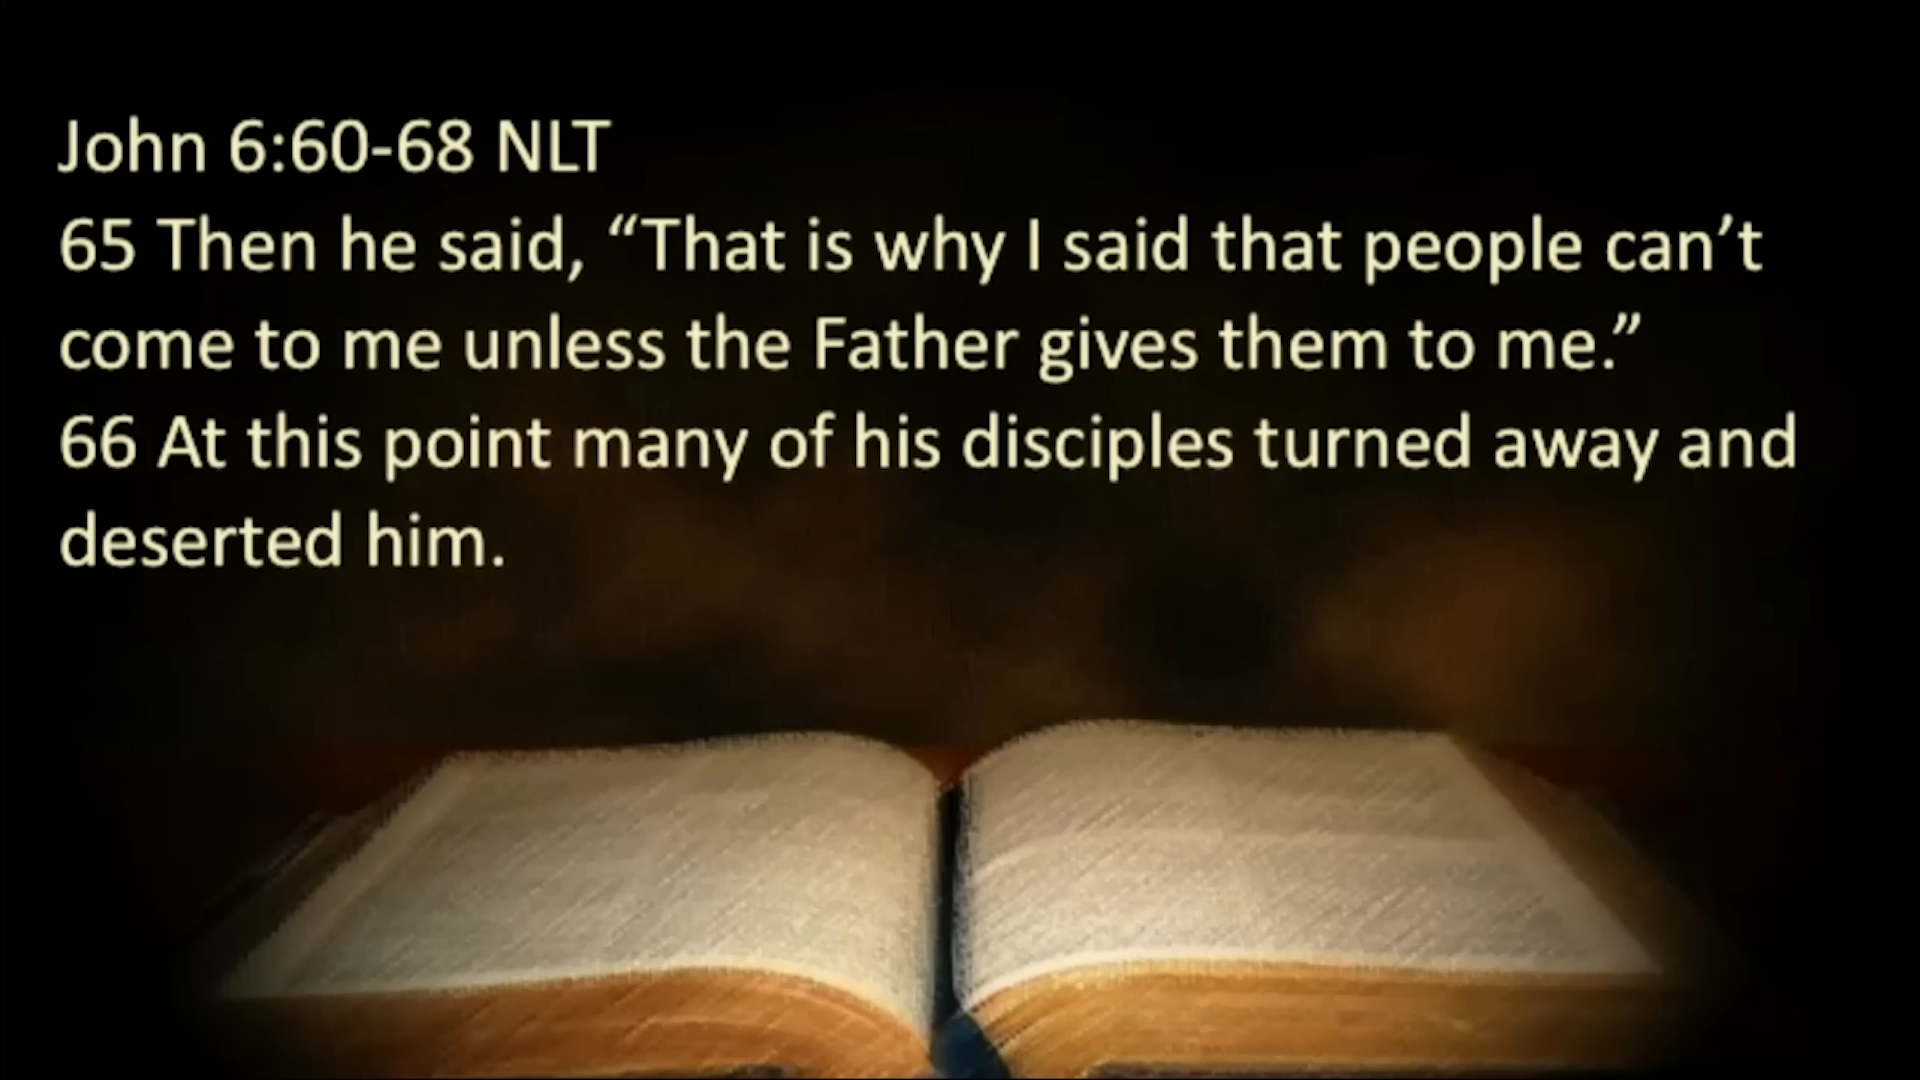 John 6:60-68 NLT
65 Then he said, “That is why I said that people can’t
come to me unless the Father gives them to me.”
66 At this point many of his disciples turned away and
deserted him.